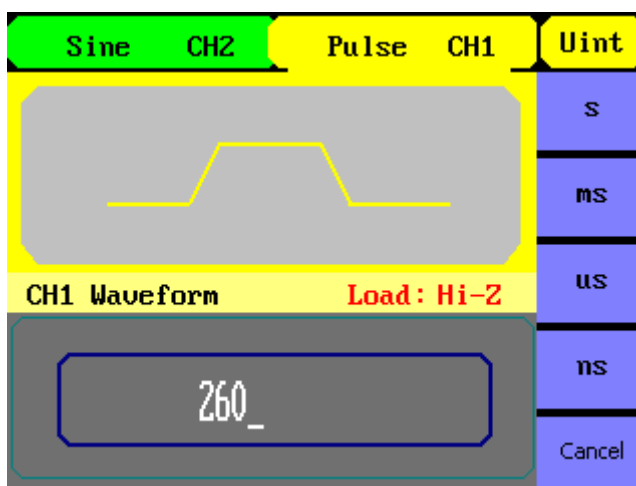 Sine CH2 Pulse CH1 Uint
s
ms
us
CH1 Waveform Load: Hi-Z
ns
260_
Cancel